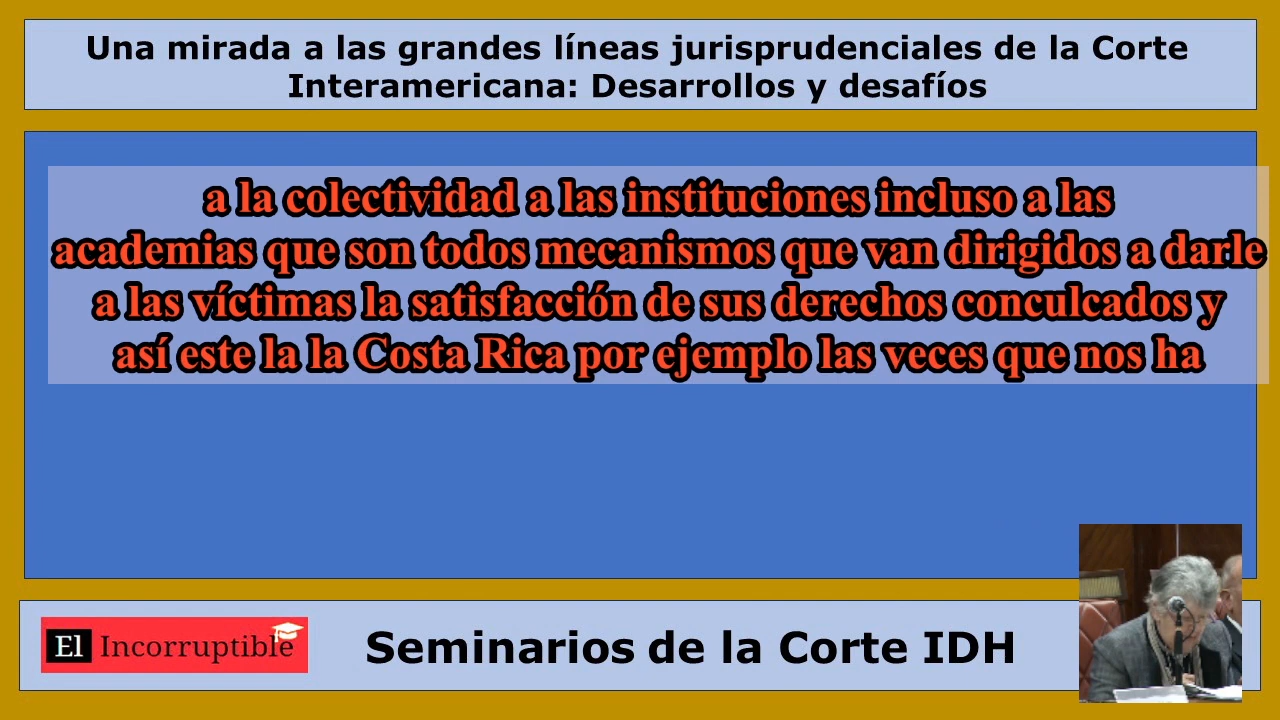 Una mirada a las grandes líneas jurisprudenciales de la Corte
Interamericana: Desarrollos y desafíos
a la colectividad a las instituciones incluso a las
academias que son todos mecanismos que van dirigidos a darle
a las víctimas la satisfacción de sus derechos conculcados y
así este la la Costa Rica por ejemplo las veces que nos ha
El Incorruptible
Seminarios de la Corte IDH